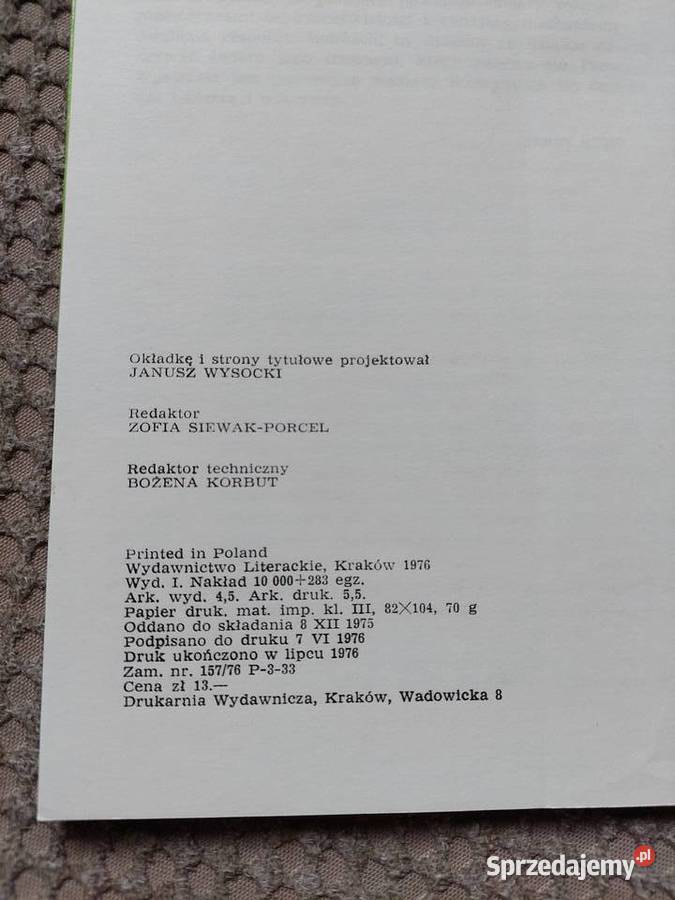 Okładkę i strony tytułowe projektował
JANUSZ WYSOCKI
Redaktor
ZOFIA SIEWAK-PORCEL
Redaktor techniczny
BOŻENA KORBUT
Printed in Poland
Wydawnictwo Literackie, Kraków 1976
Wyd. I. Nakład 10 000+283 egz.
Ark. wyd. 4,5. Ark. druk. 5,5.
Papier druk. mat. imp. kl. III, 82×104, 70 g
Oddano do składania 8 XII 1975
Podpisano do druku 7 VI 1976
Druk ukończono w lipcu 1976
Zam. nr. 157/76 P-3-33
Cena zł 13.—
Drukarnia Wydawnicza, Kraków, Wadowicka 8
Sprzedajemy.pl